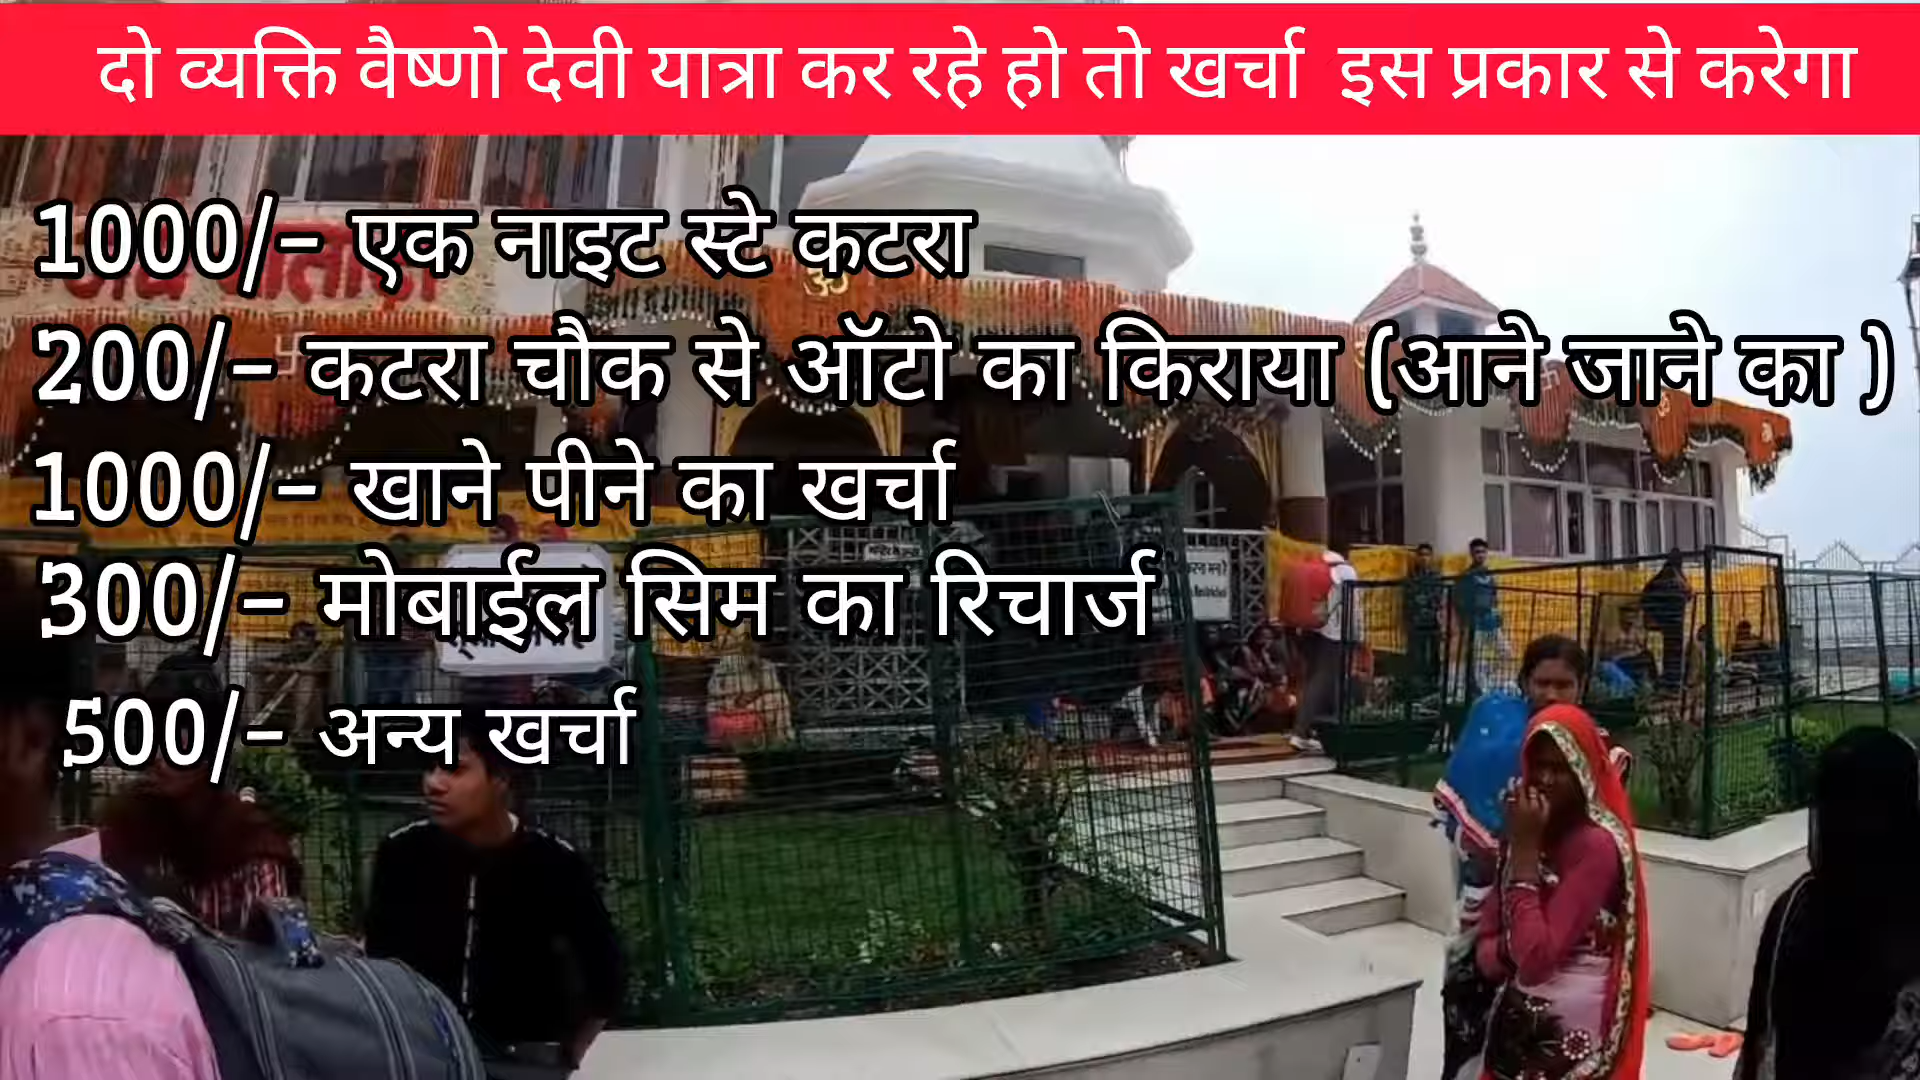 दो व्यक्ति वैष्णो देवी यात्रा कर रहे हो तो खर्चा इस प्रकार से करेगा
1000/- एक नाइट स्टे कटरा
200/- कटरा चौक से ऑटो का किराया (आने जाने का )
1000/- खाने पीने का खर्चा
300/- मोबाईल सिम का रिचार्ज
500/- अन्य खर्चा